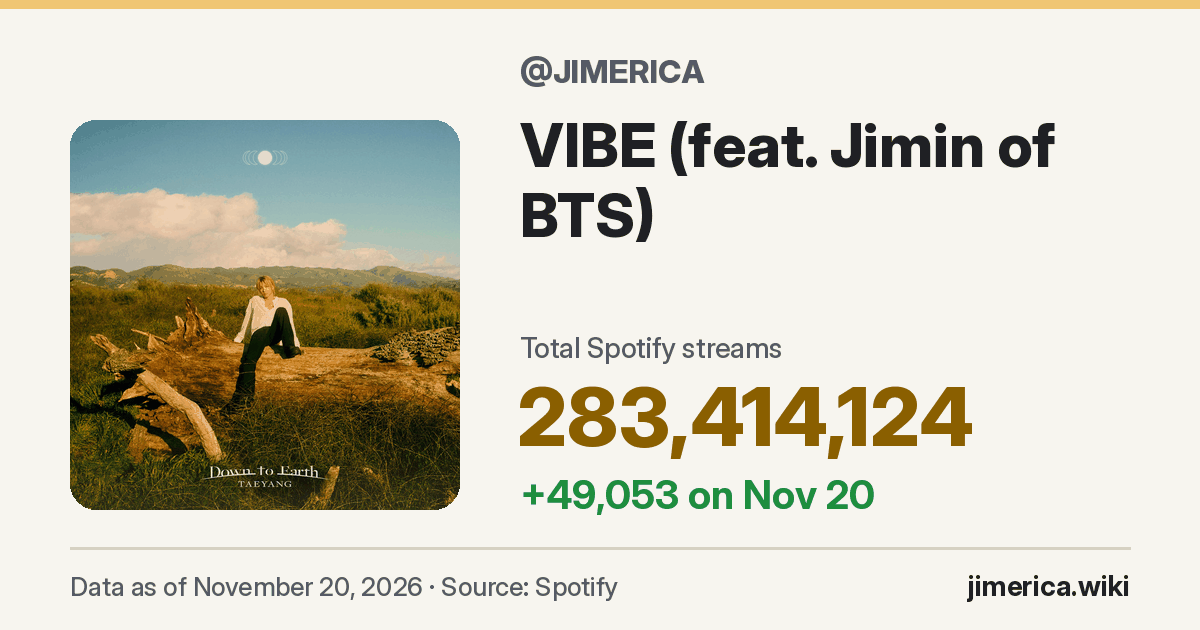 @JIMERICA
VIBE (feat. Jimin of
BTS)
Total Spotify streams
283,414,124
+49,053 on Nov 20
Down to Earth
TAEYANG
Data as of November 20, 2026 · Source: Spotify
jimerica.wiki